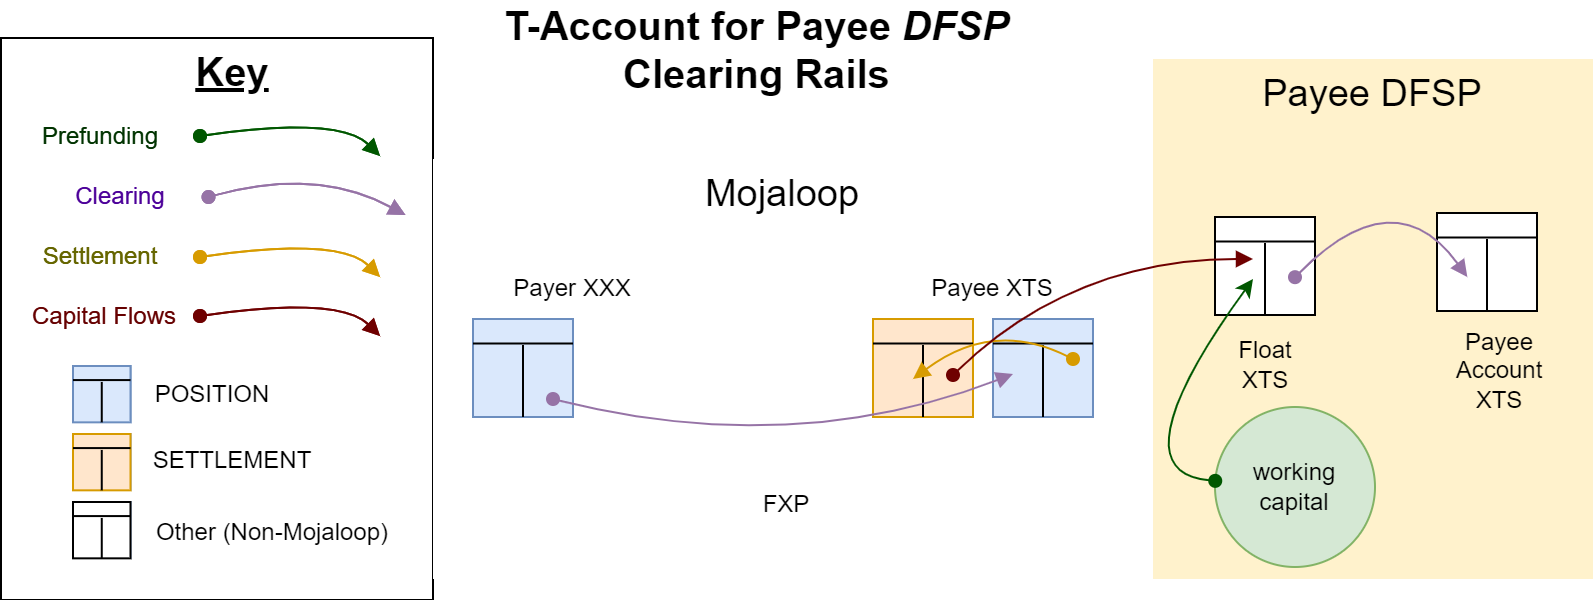 T-Account for Payee DFSP
Clearing Rails
Key
Prefunding
Clearing
Settlement
Capital Flows
POSITION
SETTLEMENT
Other (Non-Mojaloop)
Mojaloop
Payer XXX
Payee XTS
FXP
Payee DFSP
Float
XTS
Payee
Account
XTS
working
capital